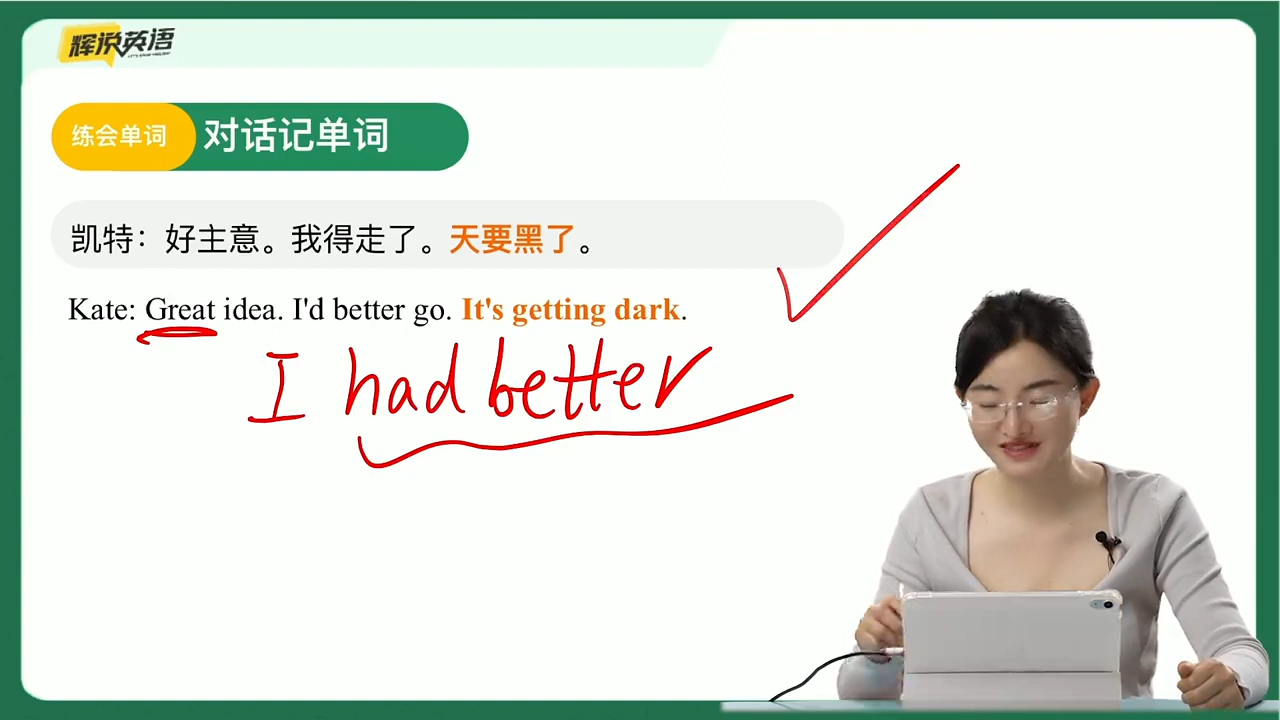 辉说英语
练会单词
对话记单词
凯特：好主意。我得走了。天要黑了。
Kate: Great idea. I'd better go. It's getting dark.
I had better